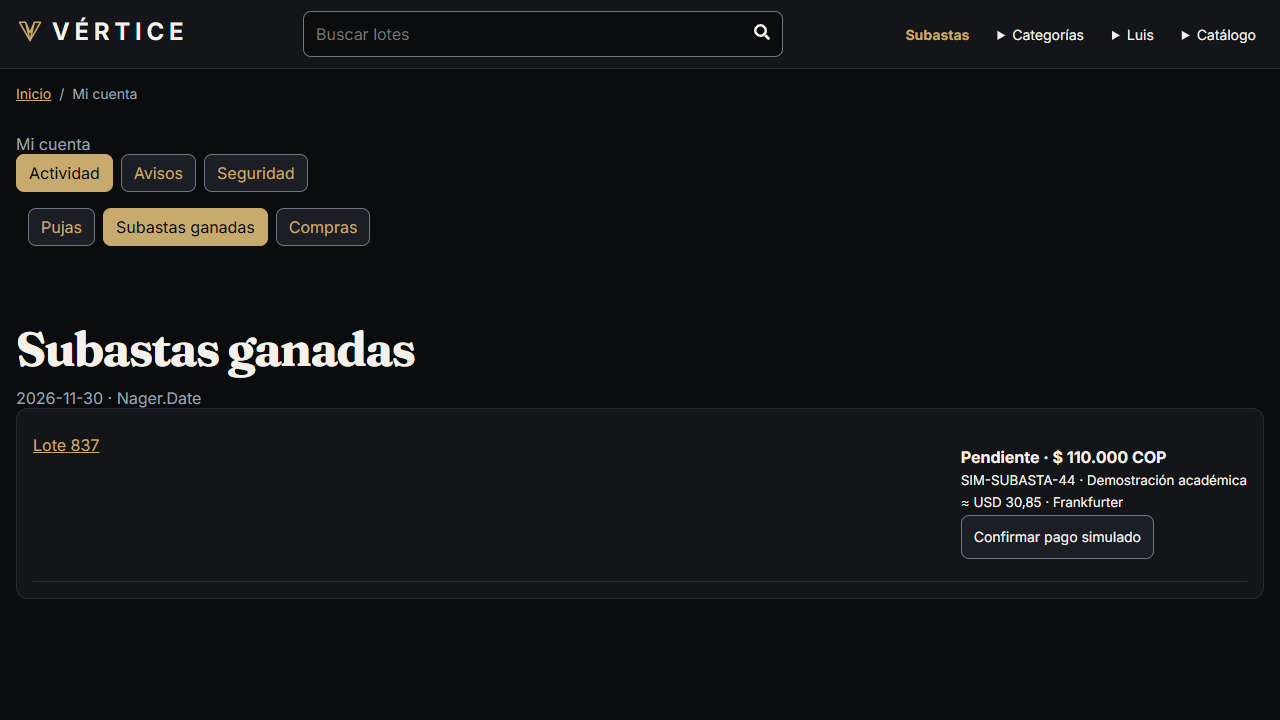 VÉRTICE
Buscar lotes
Subastas
Categorías
Luis
Catálogo
Inicio / Mi cuenta
Mi cuenta
Actividad
Avisos
Seguridad
Pujas
Subastas ganadas
Compras
Subastas ganadas
2026-11-30 · Nager.Date
Lote 837
Pendiente · $ 110.000 COP
SIM-SUBASTA-44 · Demostración académica
≈ USD 30,85 · Frankfurter
Confirmar pago simulado